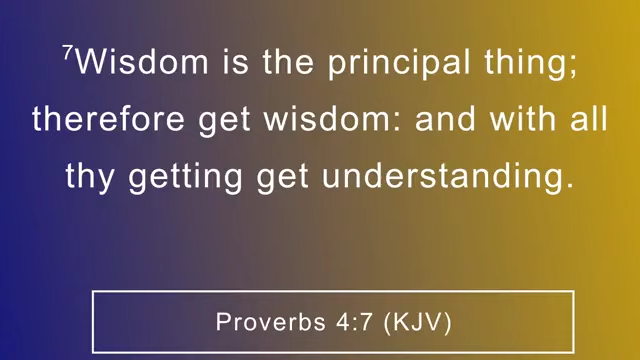 ⁷Wisdom is the principal thing;
therefore get wisdom: and with all
thy getting get understanding.
Proverbs 4:7 (KJV)